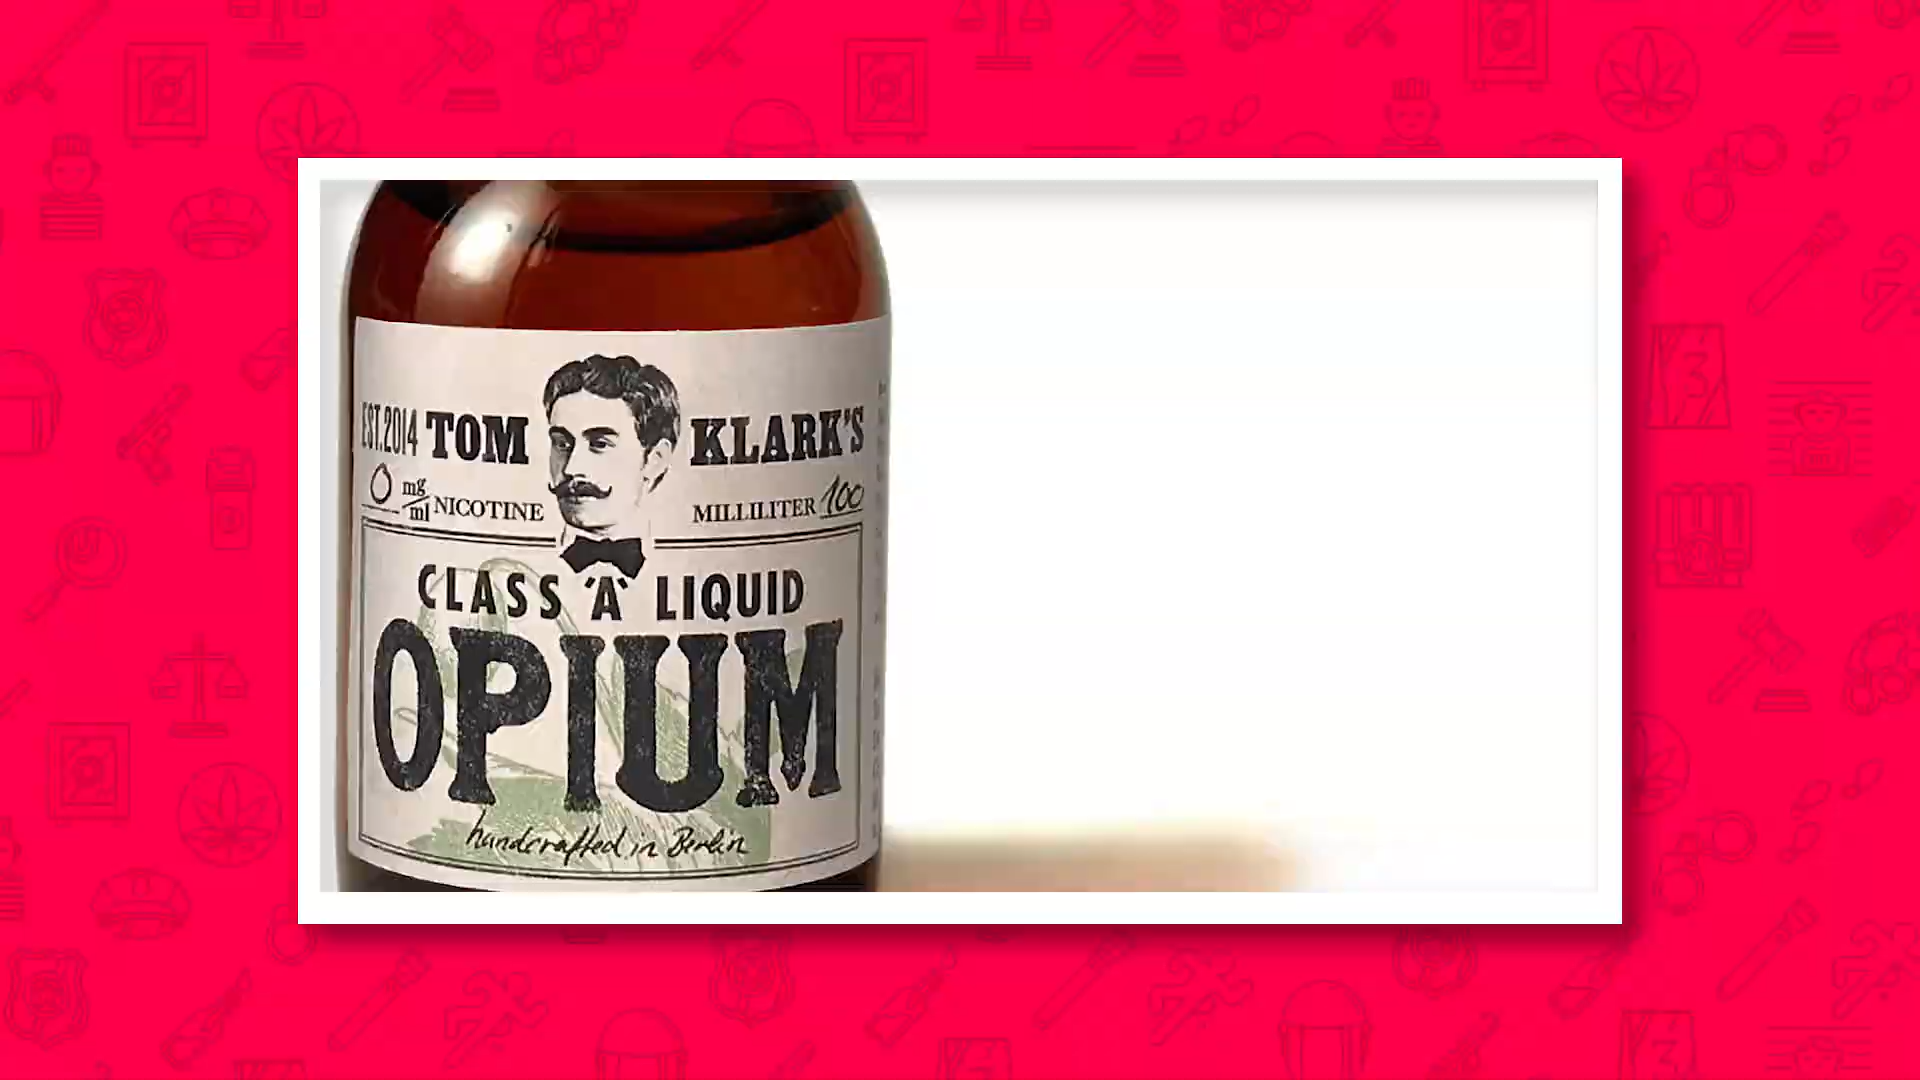 EST.2014 TOM KLARK'S
0 mg/ml NICOTINE MILLILITER 100
CLASS 'A' LIQUID
OPIUM
handcrafted in Berlin